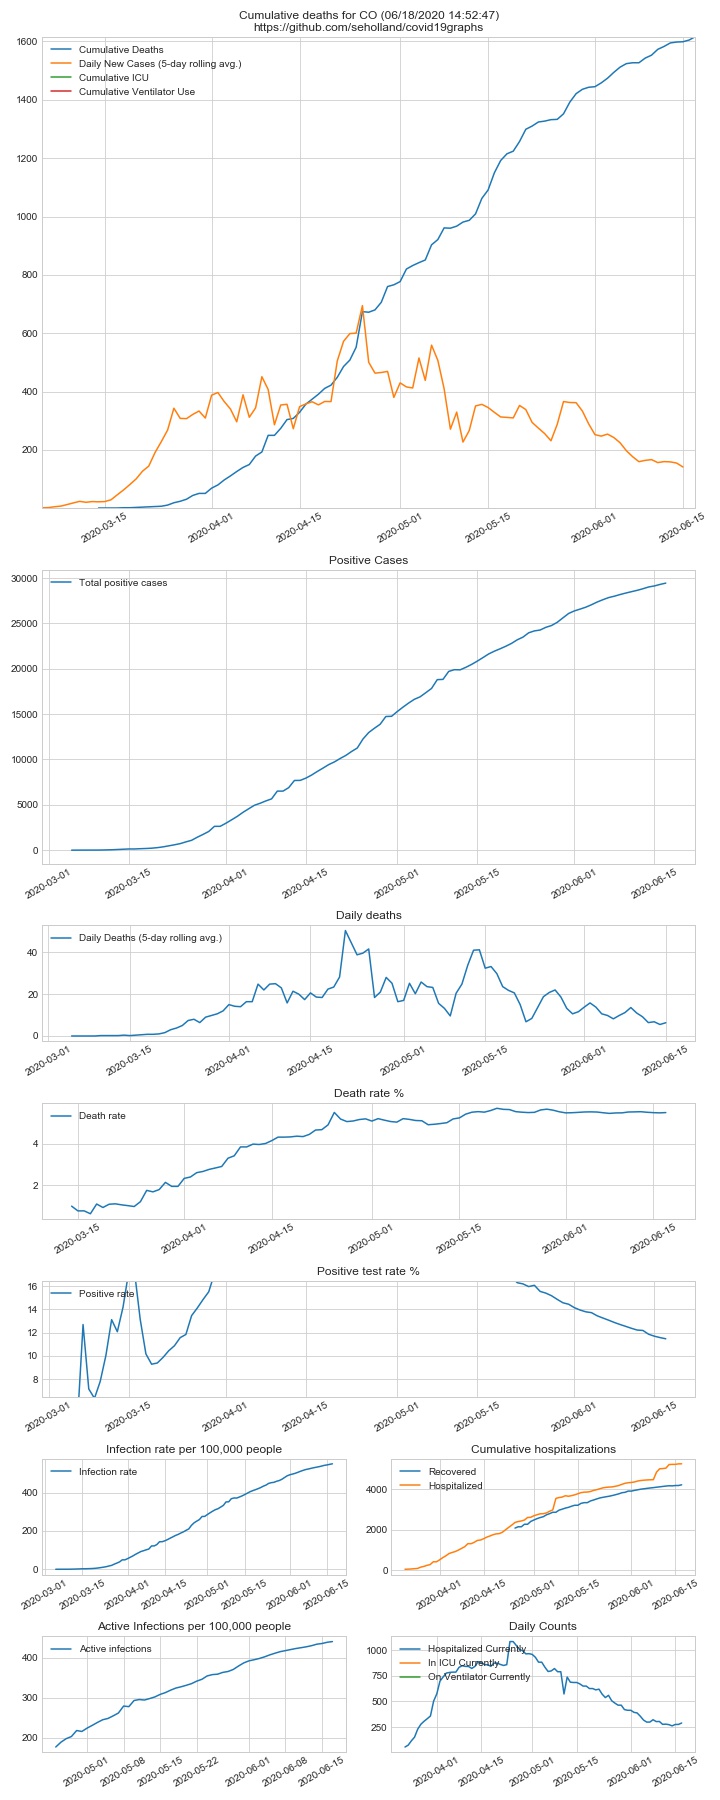 Cumulative deaths for CO (06/18/2020 14:52:47)
https://github.com/seholland/covid19graphs
Cumulative Deaths
Daily New Cases (5-day rolling avg.)
Cumulative ICU
Cumulative Ventilator Use
1600
1400
1200
1000
800
600
400
200
2020-03-15 2020-04-01 2020-04-15 2020-05-01 2020-05-15 2020-06-01 2020-06-15
Positive Cases
Total positive cases
30000
25000
20000
15000
10000
5000
0
2020-03-01 2020-03-15 2020-04-01 2020-04-15 2020-05-01 2020-05-15 2020-06-01 2020-06-15
Daily deaths
Daily Deaths (5-day rolling avg.)
40
20
0
2020-03-01 2020-03-15 2020-04-01 2020-04-15 2020-05-01 2020-05-15 2020-06-01 2020-06-15
Death rate %
Death rate
4
2
2020-03-15 2020-04-01 2020-04-15 2020-05-01 2020-05-15 2020-06-01 2020-06-15
Positive test rate %
Positive rate
16
14
12
10
8
2020-03-01 2020-03-15 2020-04-01 2020-04-15 2020-05-01 2020-05-15 2020-06-01 2020-06-15
Infection rate per 100,000 people
Infection rate
400
200
0
2020-03-01 2020-03-15 2020-04-01 2020-04-15 2020-05-01 2020-05-15 2020-06-01 2020-06-15
Cumulative hospitalizations
Recovered
Hospitalized
4000
2000
0
2020-04-01 2020-04-15 2020-05-01 2020-05-15 2020-06-01 2020-06-15
Active Infections per 100,000 people
Active infections
400
300
200
2020-05-01 2020-05-08 2020-05-15 2020-05-22 2020-06-01 2020-06-08 2020-06-15
Daily Counts
Hospitalized Currently
In ICU Currently
On Ventilator Currently
1000
750
500
250
2020-04-01 2020-04-15 2020-05-01 2020-05-15 2020-06-01 2020-06-15